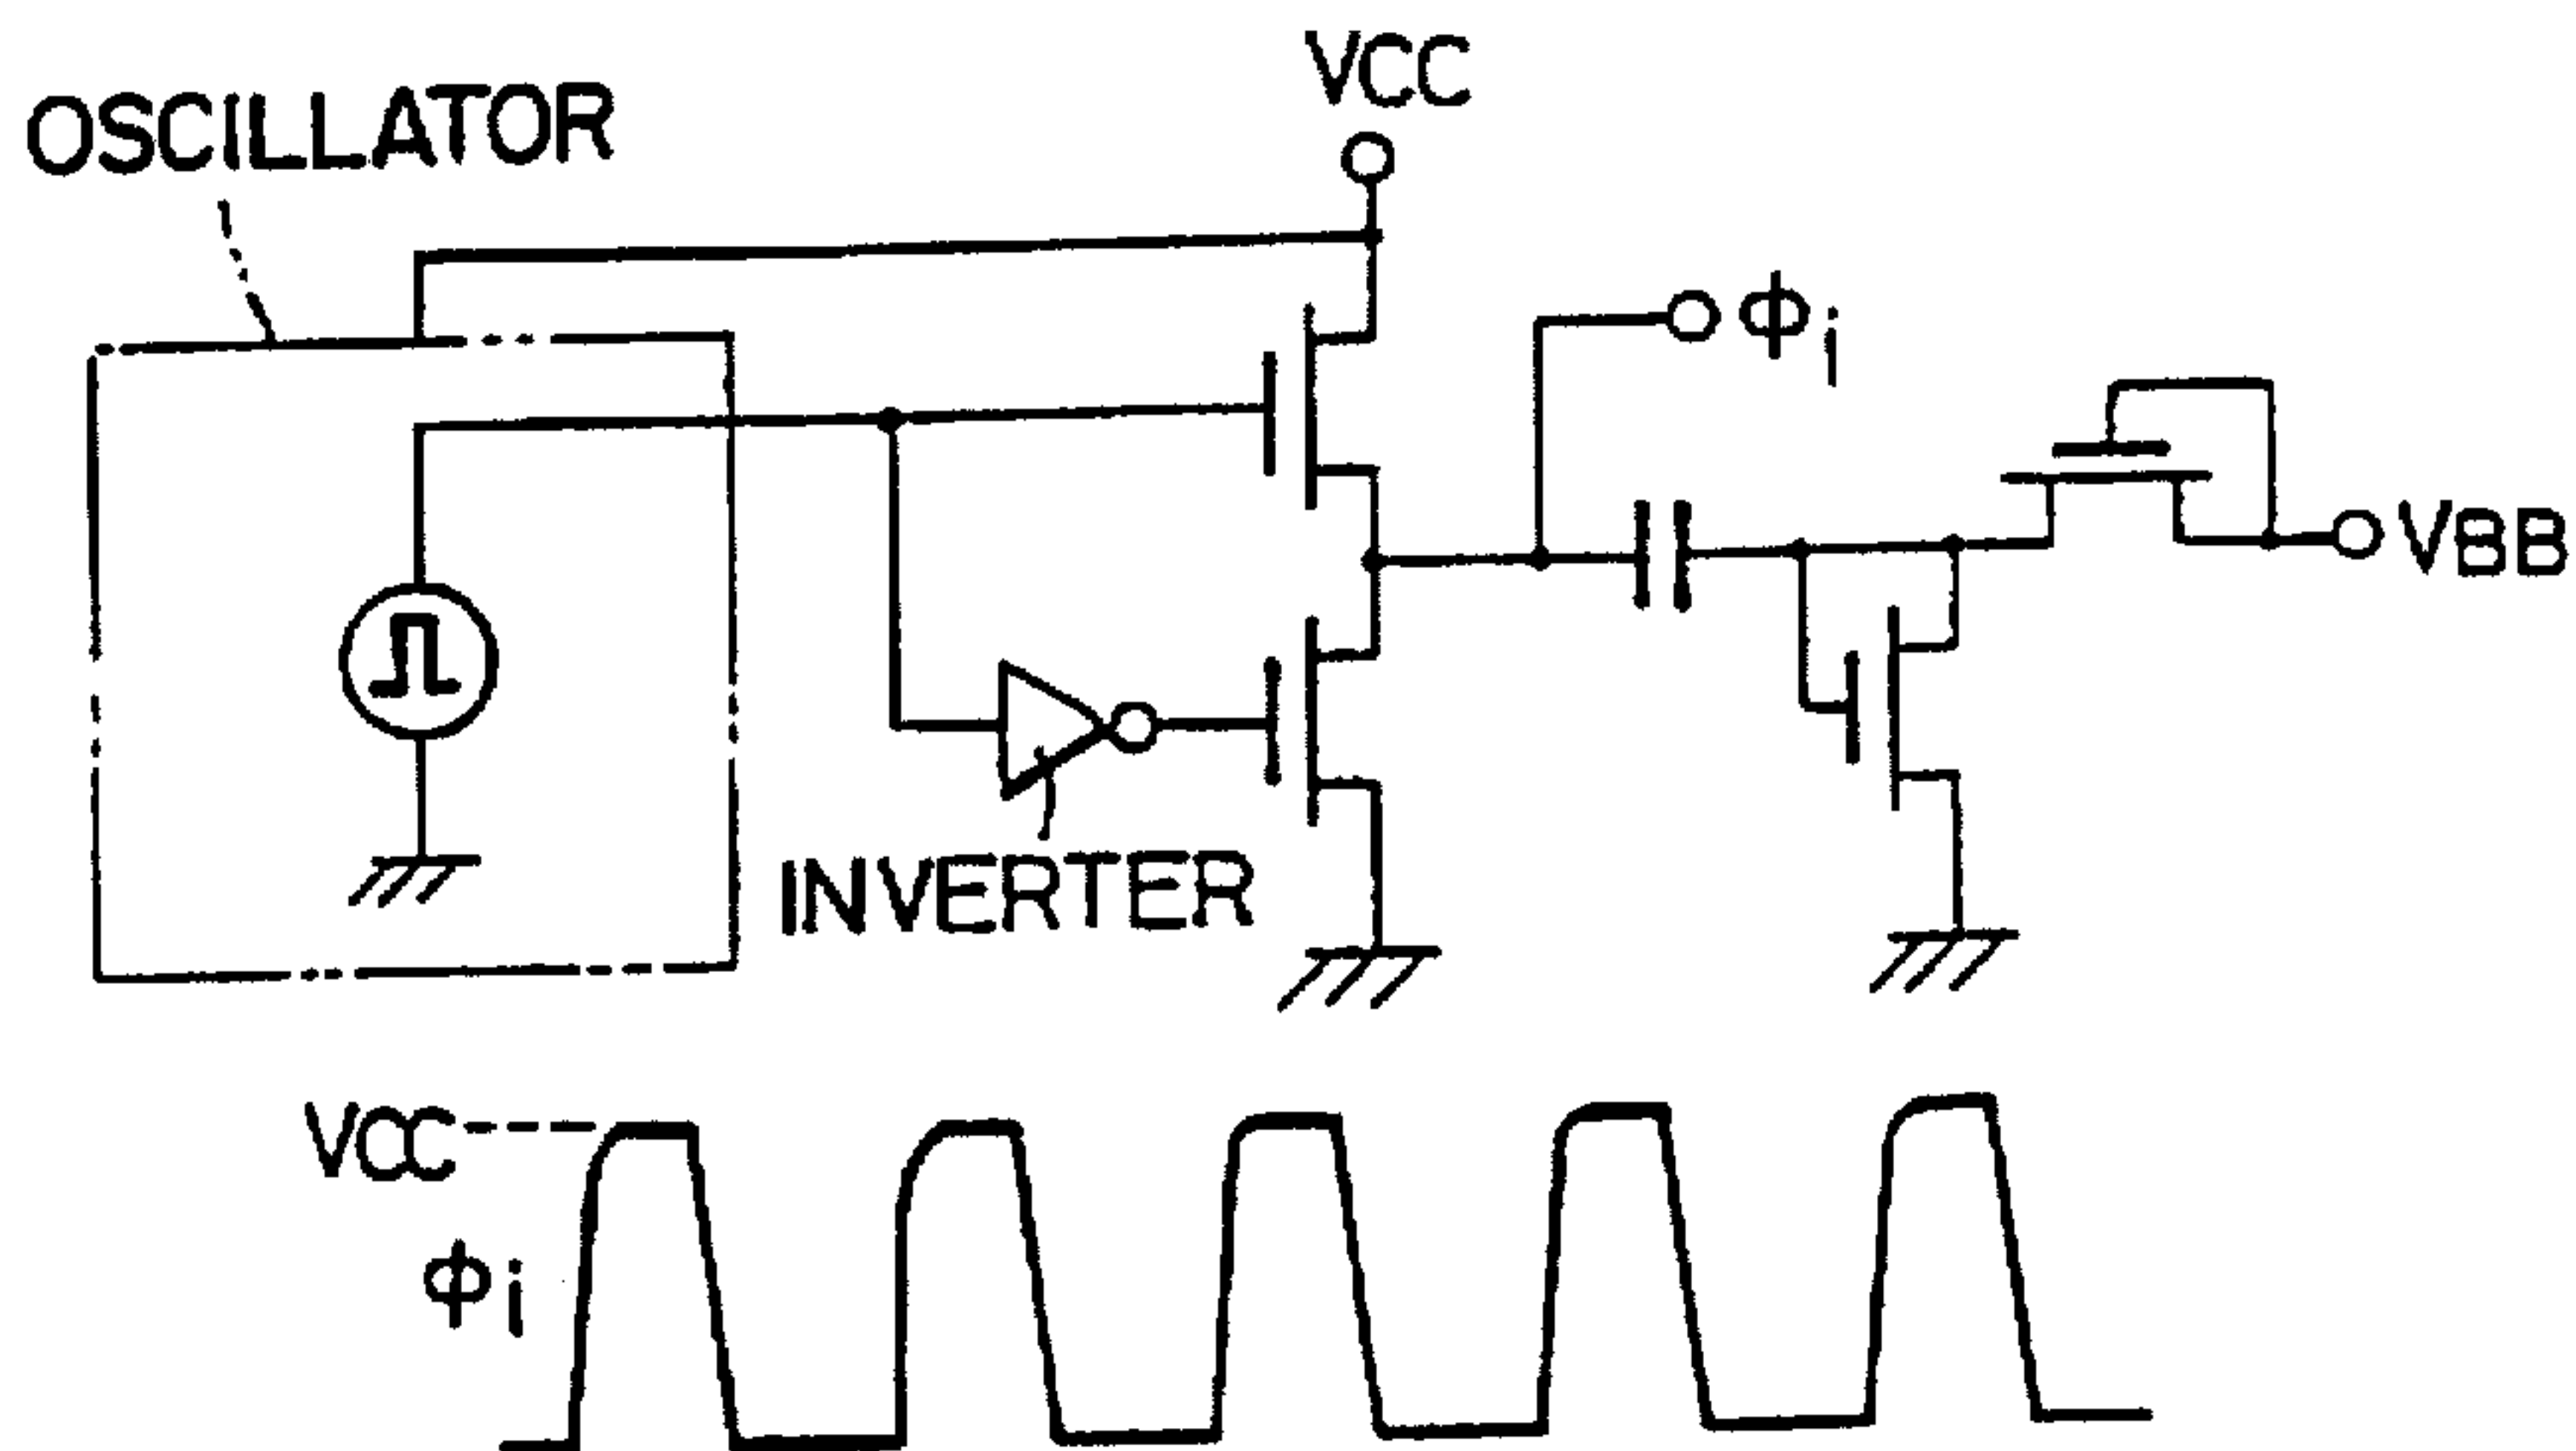 VCC
OSCILLATOR
ϕi
VBB
INVERTER
VCC
ϕi